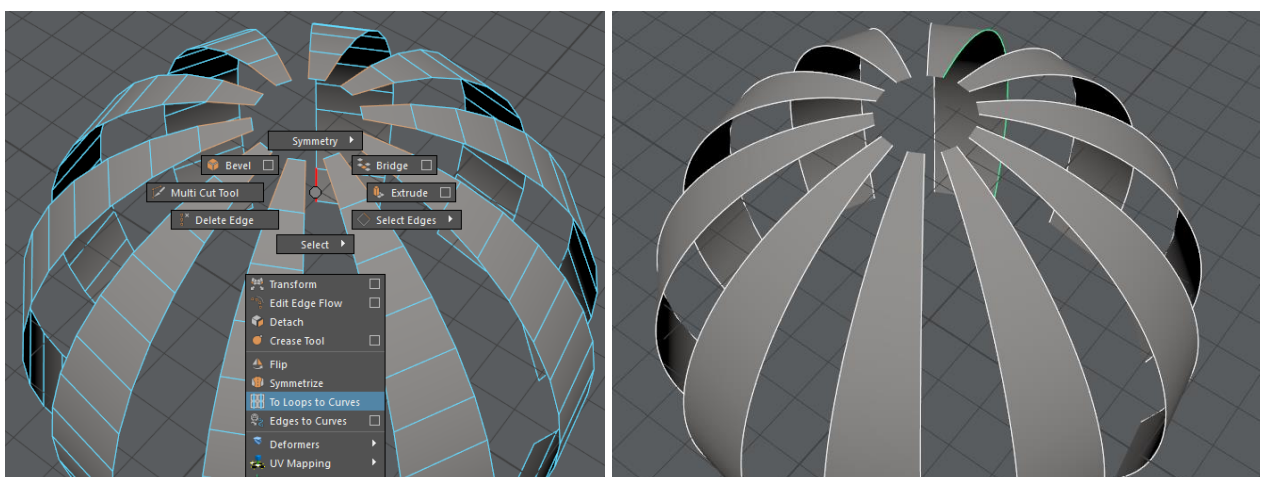 Symmetry
Bevel
Bridge
Multi Cut Tool
Extrude
Delete Edge
Select Edges
Select
Transform
Edit Edge Flow
Detach
Crease Tool
Flip
Symmetrize
To Loops to Curves
Edges to Curves
Deformers
UV Mapping